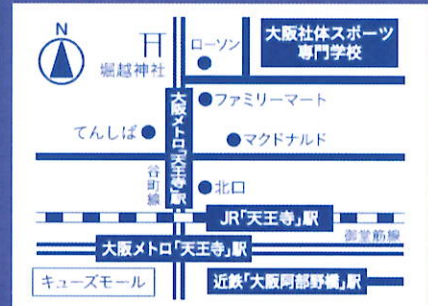 N
堀越神社
ローソン
大阪社体スポーツ
専門学校
ファミリーマート
大阪メトロ「天王寺」駅
てんしば
マクドナルド
谷町線
北口
JR「天王寺」駅
御堂筋線
大阪メトロ「天王寺」駅
キューズモール
近鉄「大阪阿部野橋」駅